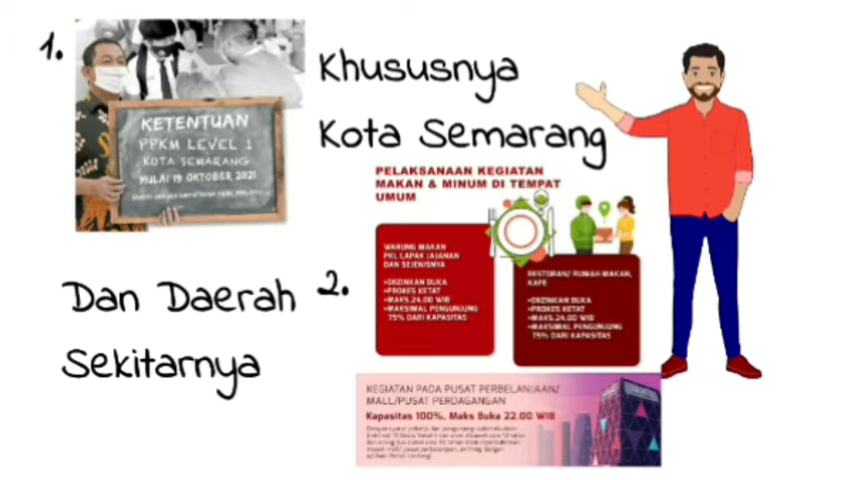 1.
KETENTUAN
PPKM LEVEL 1
KOTA SEMARANG
MULAI 19 OKTOBER 2021
Khususnya
Kota Semarang
Dan Daerah
Sekitarnya
2.
PELAKSANAAN KEGIATAN
MAKAN & MINUM DI TEMPAT
UMUM
WARUNG MAKAN
PKL LAPAK JAJANAN
DAN SEJENISNYA
•DIIZINKAN BUKA
•PROKES KETAT
•MAKS.24.00 WIB
•MAKSIMAL PENGUNJUNG
75% DARI KAPASITAS
RESTORAN/ RUMAH MAKAN,
KAFE
•DIIZINKAN BUKA
•PROKES KETAT
•MAKS.24.00 WIB
•MAKSIMAL PENGUNJUNG
75% DARI KAPASITAS
KEGIATAN PADA PUSAT PERBELANJAAN/
MALL/PUSAT PERDAGANGAN
Kapasitas 100%. Maks Buka 22.00 WIB